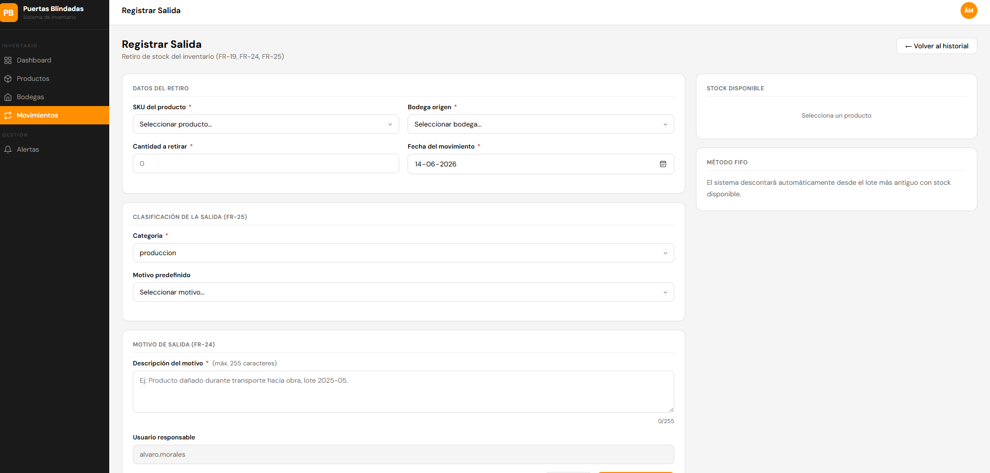 PB
Puertas Blindadas
Sistema de Inventario
Registrar Salida
ÁM
INVENTARIO
Dashboard
Productos
Bodegas
Movimientos
GESTIÓN
Alertas
Registrar Salida
Retiro de stock del inventario (FR-19, FR-24, FR-25)
← Volver al historial
DATOS DEL RETIRO
SKU del producto *
Bodega origen *
Seleccionar producto...
Seleccionar bodega...
Cantidad a retirar *
Fecha del movimiento *
0
14-06-2026
CLASIFICACIÓN DE LA SALIDA (FR-25)
Categoría *
produccion
Motivo predefinido
Seleccionar motivo...
MOTIVO DE SALIDA (FR-24)
Descripción del motivo * (máx. 255 caracteres)
Ej: Producto dañado durante transporte hacia obra, lote 2025-05.
0/255
Usuario responsable
alvaro.morales
STOCK DISPONIBLE
Selecciona un producto
MÉTODO FIFO
El sistema descontará automáticamente desde el lote más antiguo con stock
disponible.